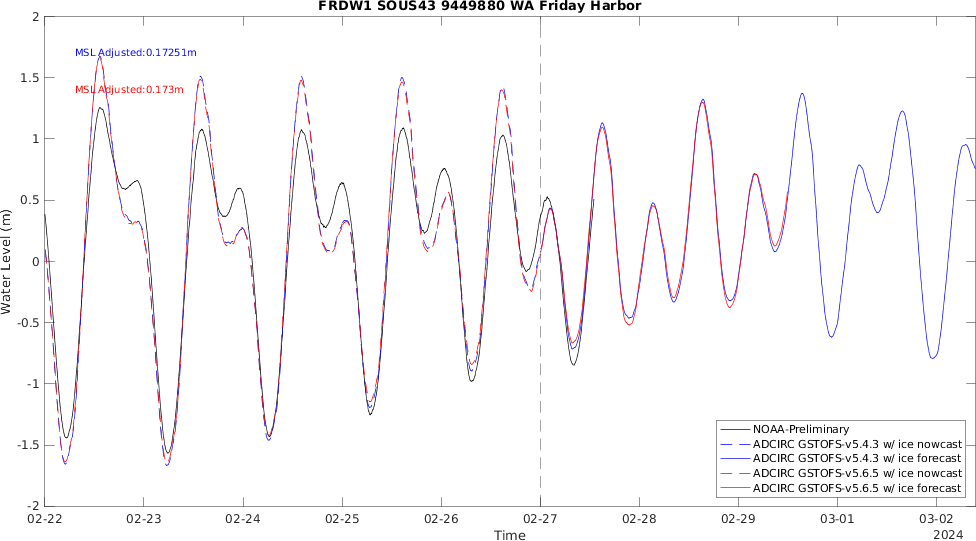 FRDW1 SOUS43 9449880 WA Friday Harbor
2
MSL Adjusted:0.17251m
1.5
MSL Adjusted:0.173m
1
0.5
0
-0.5
-1
-1.5
-2
Water Level (m)
NOAA-Preliminary
ADCIRC GSTOFS-v5.4.3 w/ ice nowcast
ADCIRC GSTOFS-v5.4.3 w/ ice forecast
ADCIRC GSTOFS-v5.6.5 w/ ice nowcast
ADCIRC GSTOFS-v5.6.5 w/ ice forecast
02-22 02-23 02-24 02-25 02-26 02-27 02-28 02-29 03-01 03-02
Time
2024